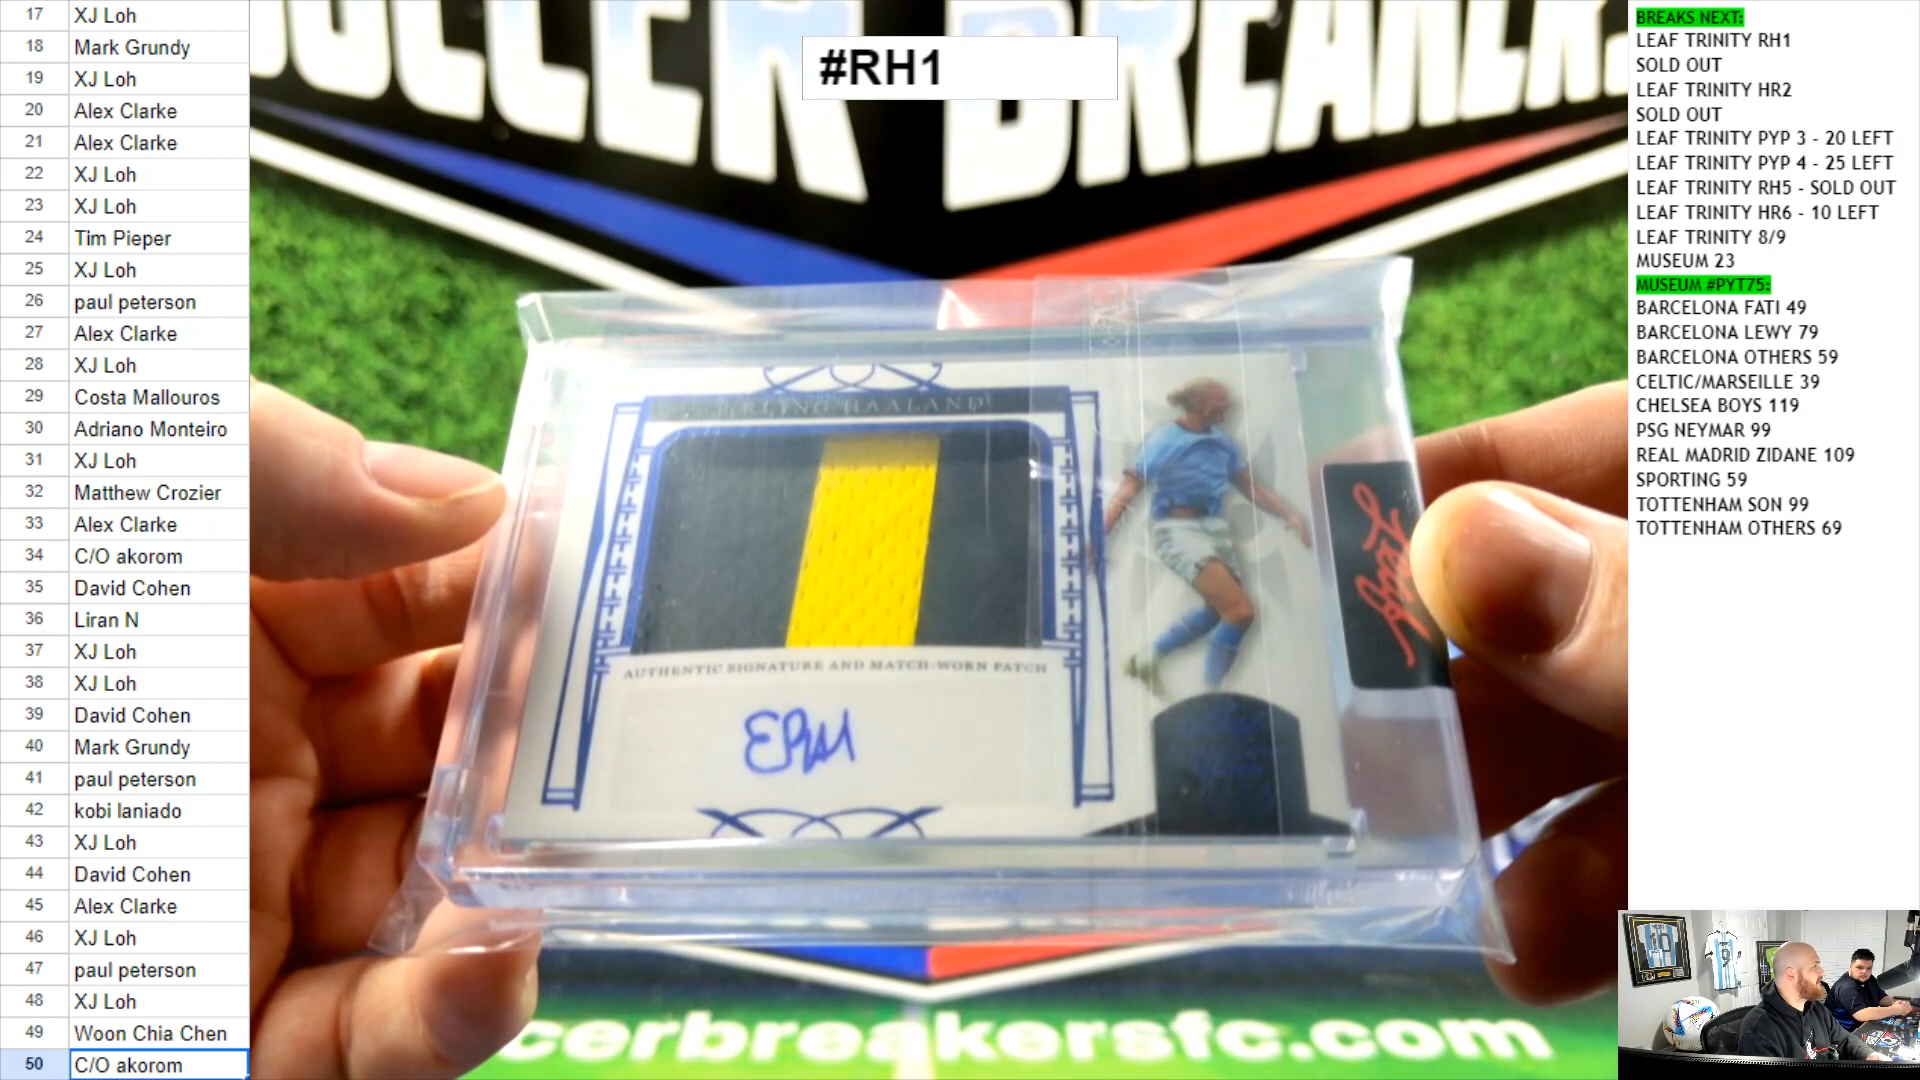 17 XJ Loh
18 Mark Grundy
19 XJ Loh
20 Alex Clarke
21 Alex Clarke
22 XJ Loh
23 XJ Loh
24 Tim Pieper
25 XJ Loh
26 paul peterson
27 Alex Clarke
28 XJ Loh
29 Costa Mallouros
30 Adriano Monteiro
31 XJ Loh
32 Matthew Crozier
33 Alex Clarke
34 C/O akorom
35 David Cohen
36 Liran N
37 XJ Loh
38 XJ Loh
39 David Cohen
40 Mark Grundy
41 paul peterson
42 kobi laniado
43 XJ Loh
44 David Cohen
45 Alex Clarke
46 XJ Loh
47 paul peterson
48 XJ Loh
49 Woon Chia Chen
50 C/O akorom
#RH1
ERLING HAALAND
AUTHENTIC SIGNATURE AND MATCH-WORN PATCH
Leaf
cerbreakersfc.com
BREAKS NEXT:
LEAF TRINITY RH1
SOLD OUT
LEAF TRINITY HR2
SOLD OUT
LEAF TRINITY PYP 3 - 20 LEFT
LEAF TRINITY PYP 4 - 25 LEFT
LEAF TRINITY RH5 - SOLD OUT
LEAF TRINITY HR6 - 10 LEFT
LEAF TRINITY 8/9
MUSEUM 23
MUSEUM #PYT75:
BARCELONA FATI 49
BARCELONA LEWY 79
BARCELONA OTHERS 59
CELTIC/MARSEILLE 39
CHELSEA BOYS 119
PSG NEYMAR 99
REAL MADRID ZIDANE 109
SPORTING 59
TOTTENHAM SON 99
TOTTENHAM OTHERS 69